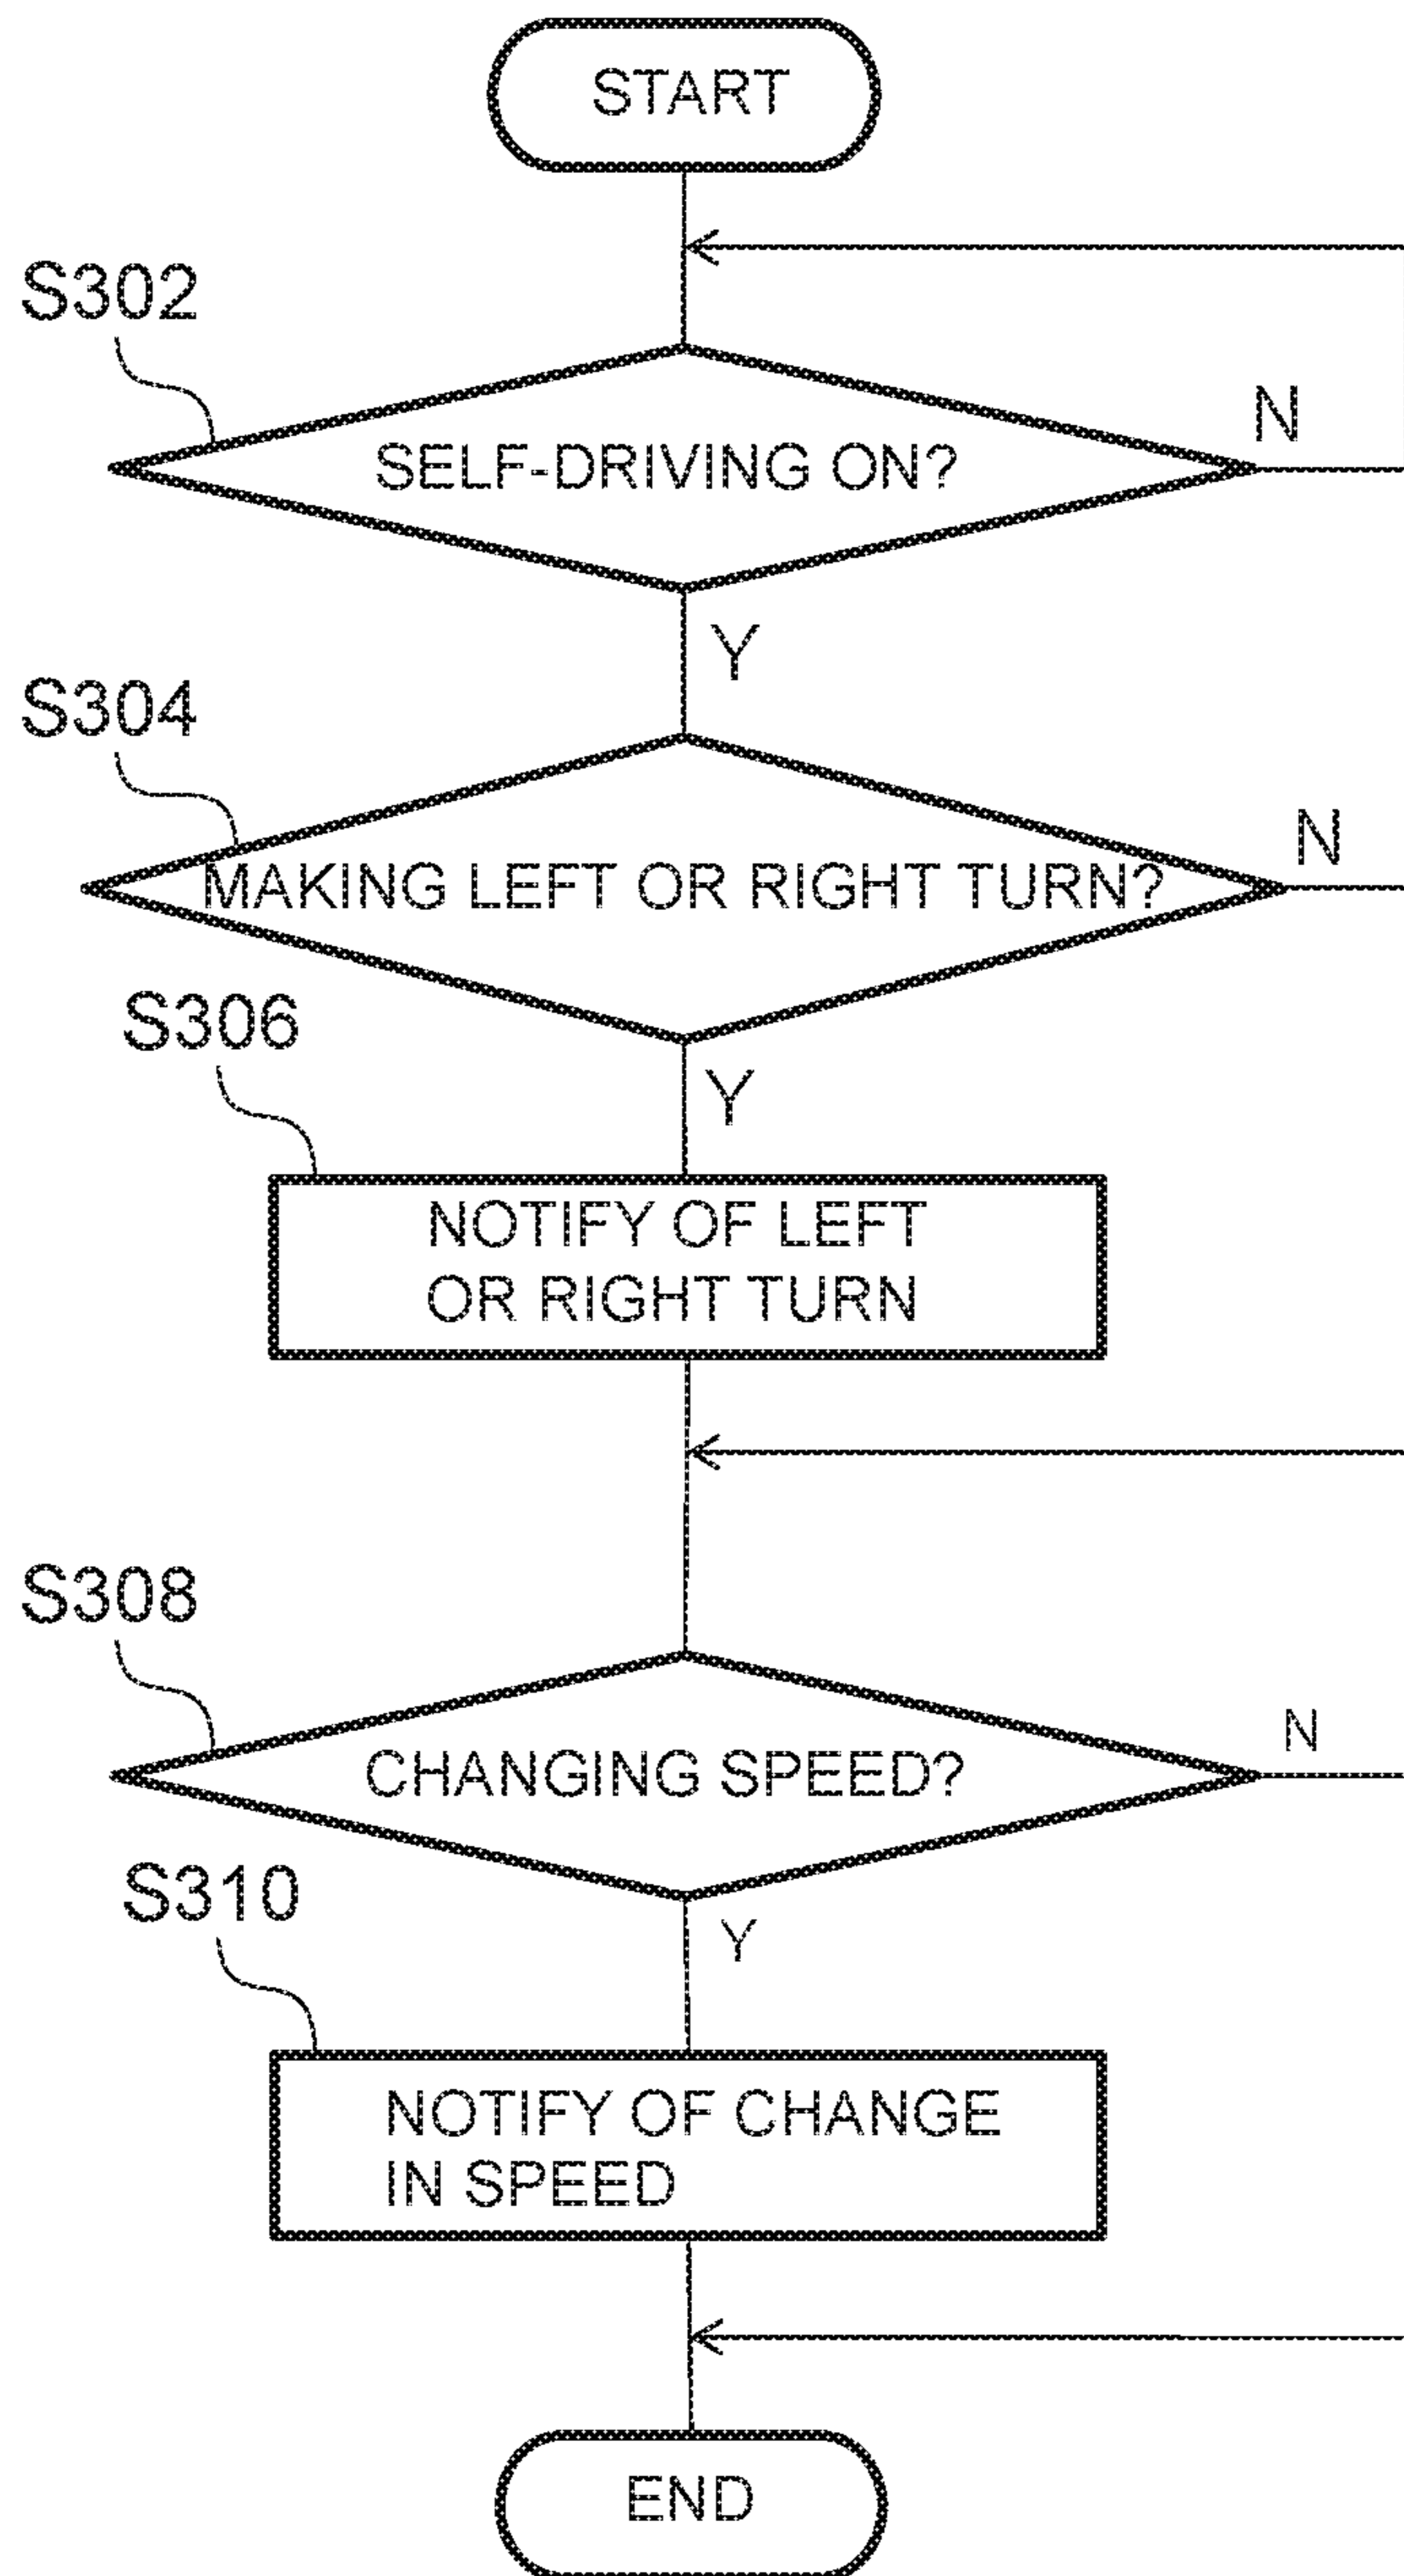 START
S302
SELF-DRIVING ON?
N
Y
S304
MAKING LEFT OR RIGHT TURN?
N
Y
S306
NOTIFY OF LEFT
OR RIGHT TURN
S308
CHANGING SPEED?
N
Y
S310
NOTIFY OF CHANGE
IN SPEED
END